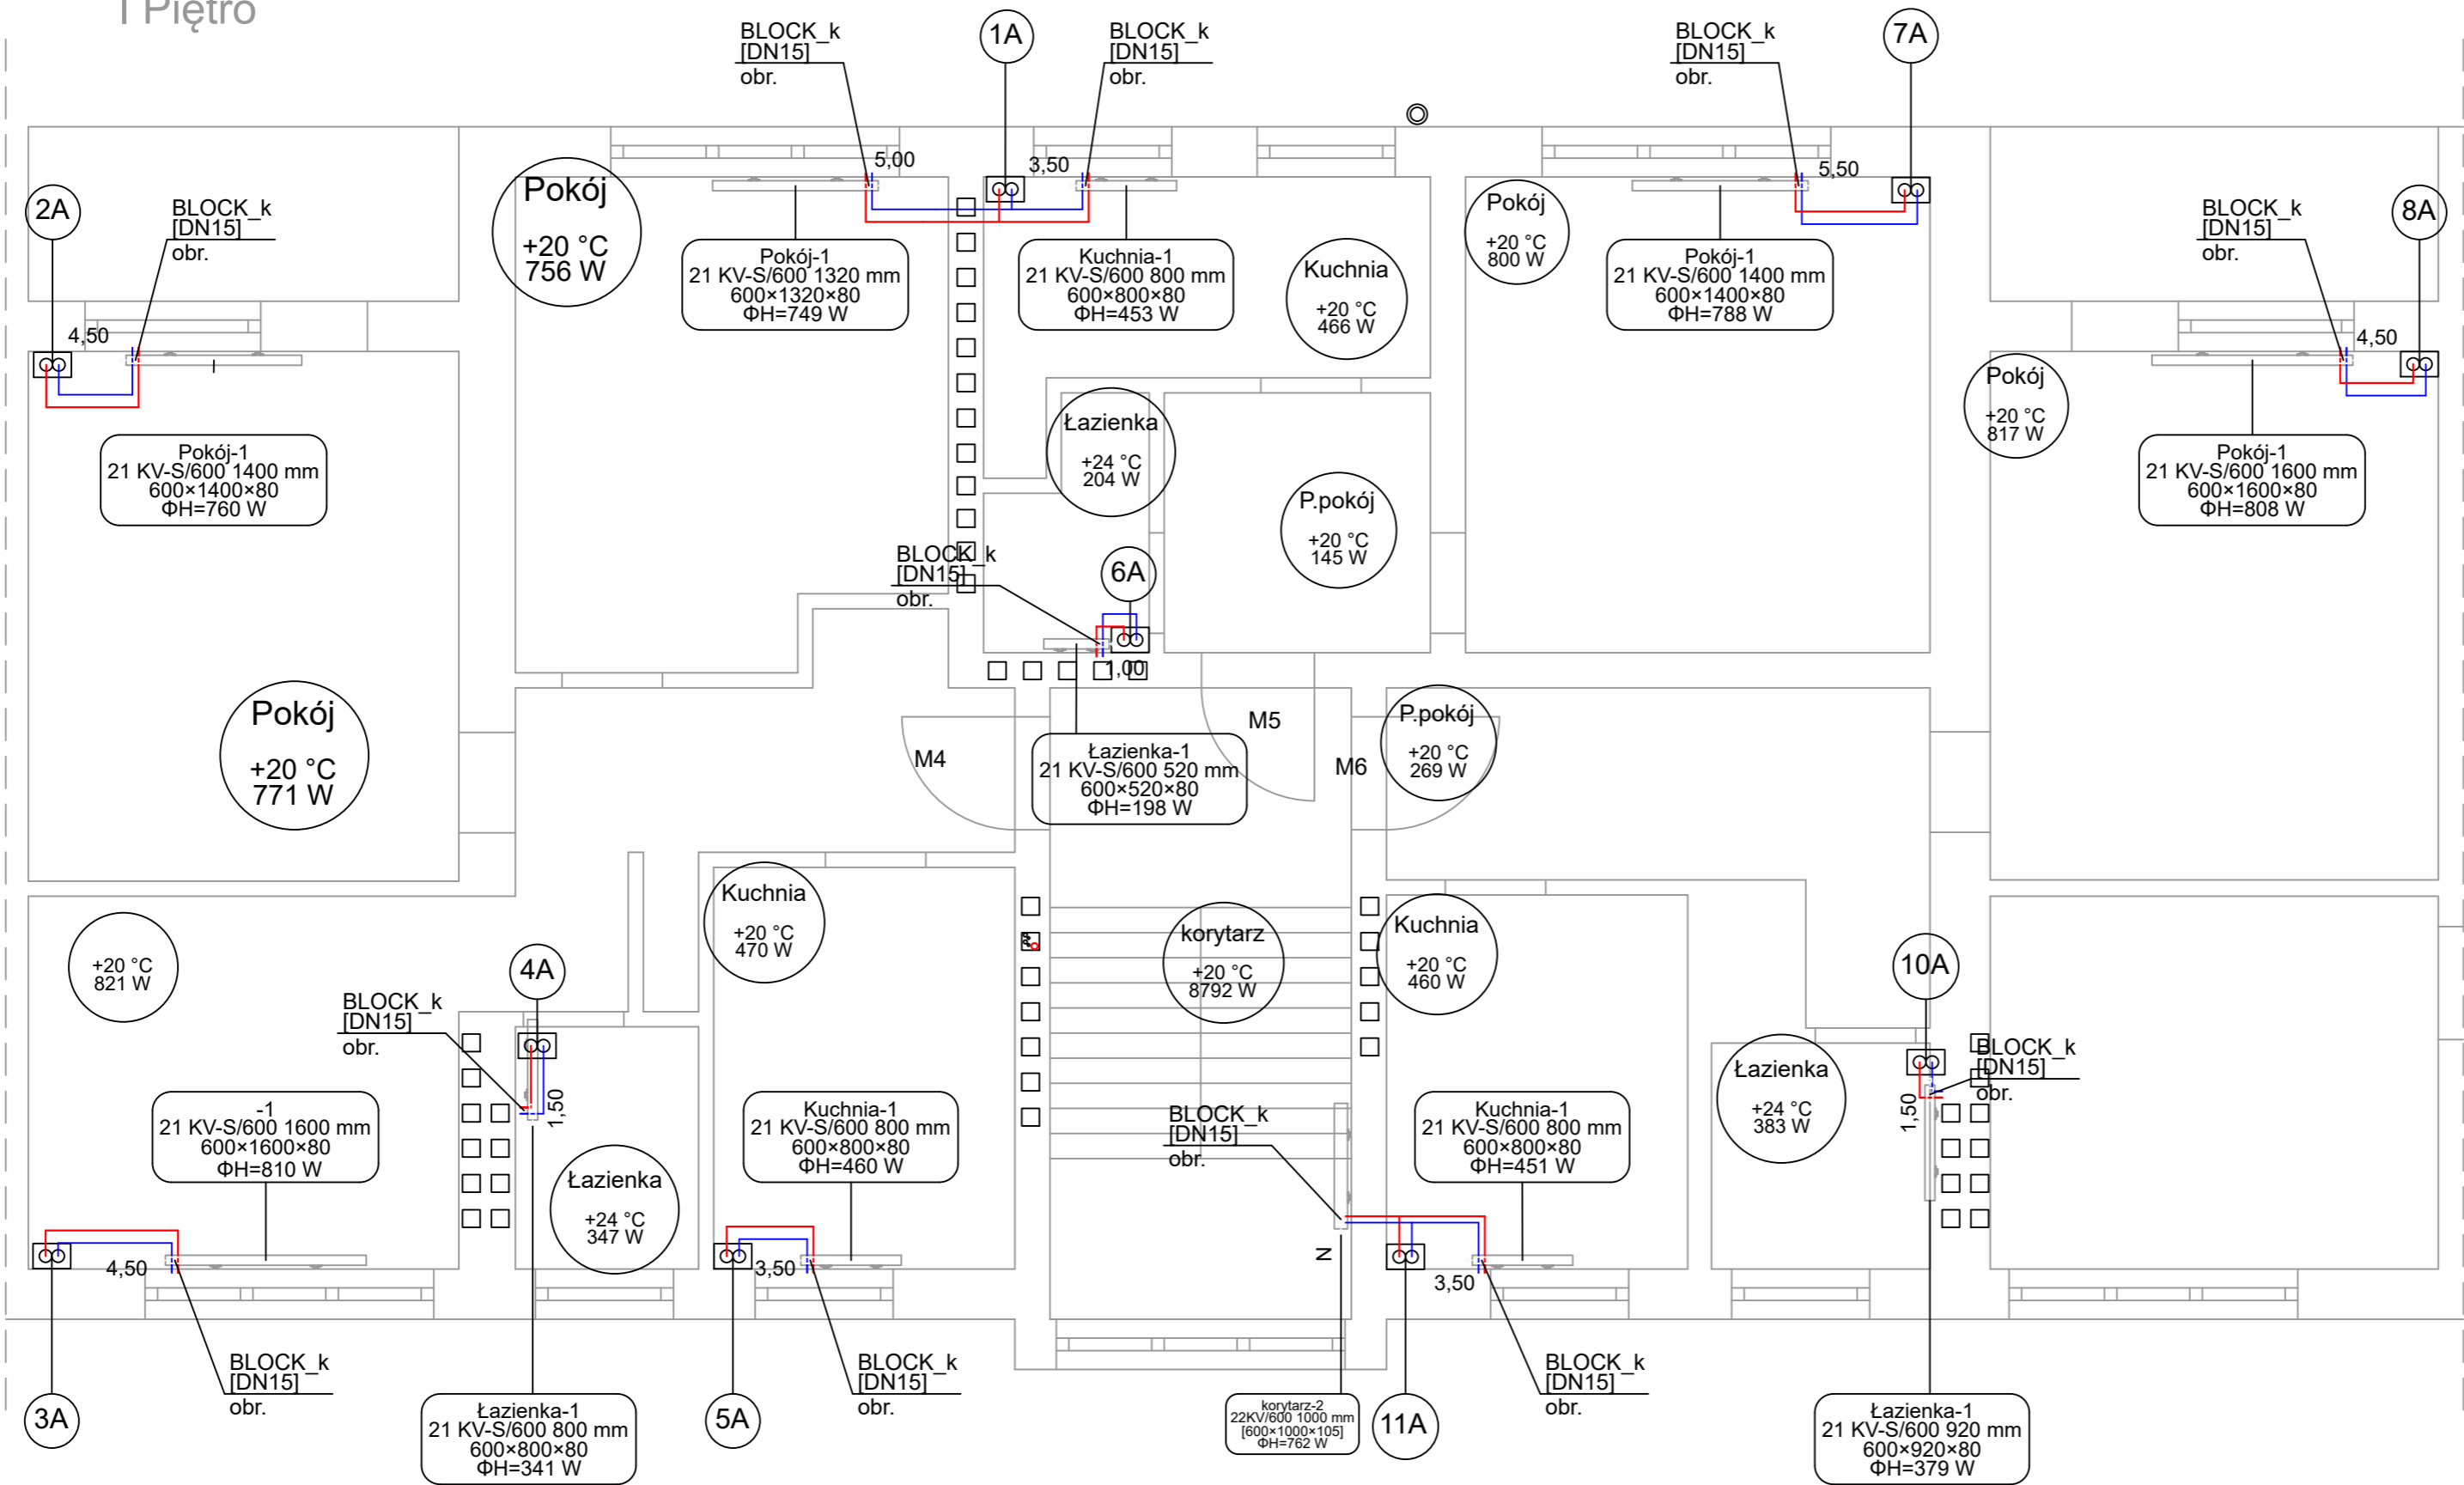 I Piętro
BLOCK_k
[DN15]
obr.
1A
BLOCK_k
[DN15]
obr.
BLOCK_k
[DN15]
obr.
7A
2A
BLOCK_k
[DN15]
obr.
5,00
3,50
5,50
BLOCK_k
[DN15]
obr.
8A
Pokój
+20 °C
756 W
Pokój-1
21 KV-S/600 1320 mm
600×1320×80
ΦH=749 W
Kuchnia-1
21 KV-S/600 800 mm
600×800×80
ΦH=453 W
Kuchnia
+20 °C
466 W
Pokój
+20 °C
800 W
Pokój-1
21 KV-S/600 1400 mm
600×1400×80
ΦH=788 W
4,50
4,50
Pokój
+20 °C
817 W
Pokój-1
21 KV-S/600 1400 mm
600×1400×80
ΦH=760 W
Łazienka
+24 °C
204 W
P.pokój
+20 °C
145 W
Pokój-1
21 KV-S/600 1600 mm
600×1600×80
ΦH=808 W
BLOCK_k
[DN15]
obr.
6A
1,00
Pokój
+20 °C
771 W
M4
Łazienka-1
21 KV-S/600 520 mm
600×520×80
ΦH=198 W
M5
M6
P.pokój
+20 °C
269 W
+20 °C
821 W
Kuchnia
+20 °C
470 W
korytarz
+20 °C
8792 W
Kuchnia
+20 °C
460 W
4A
10A
BLOCK_k
[DN15]
obr.
1,50
BLOCK_k
[DN15]
obr.
1,50
Łazienka
+24 °C
383 W
-1
21 KV-S/600 1600 mm
600×1600×80
ΦH=810 W
Łazienka
+24 °C
347 W
Kuchnia-1
21 KV-S/600 800 mm
600×800×80
ΦH=460 W
BLOCK_k
[DN15]
obr.
Kuchnia-1
21 KV-S/600 800 mm
600×800×80
ΦH=451 W
4,50
3,50
N
3,50
3A
BLOCK_k
[DN15]
obr.
Łazienka-1
21 KV-S/600 800 mm
600×800×80
ΦH=341 W
5A
BLOCK_k
[DN15]
obr.
korytarz-2
22KV/600 1000 mm
[600×1000×105]
ΦH=762 W
11A
BLOCK_k
[DN15]
obr.
Łazienka-1
21 KV-S/600 920 mm
600×920×80
ΦH=379 W